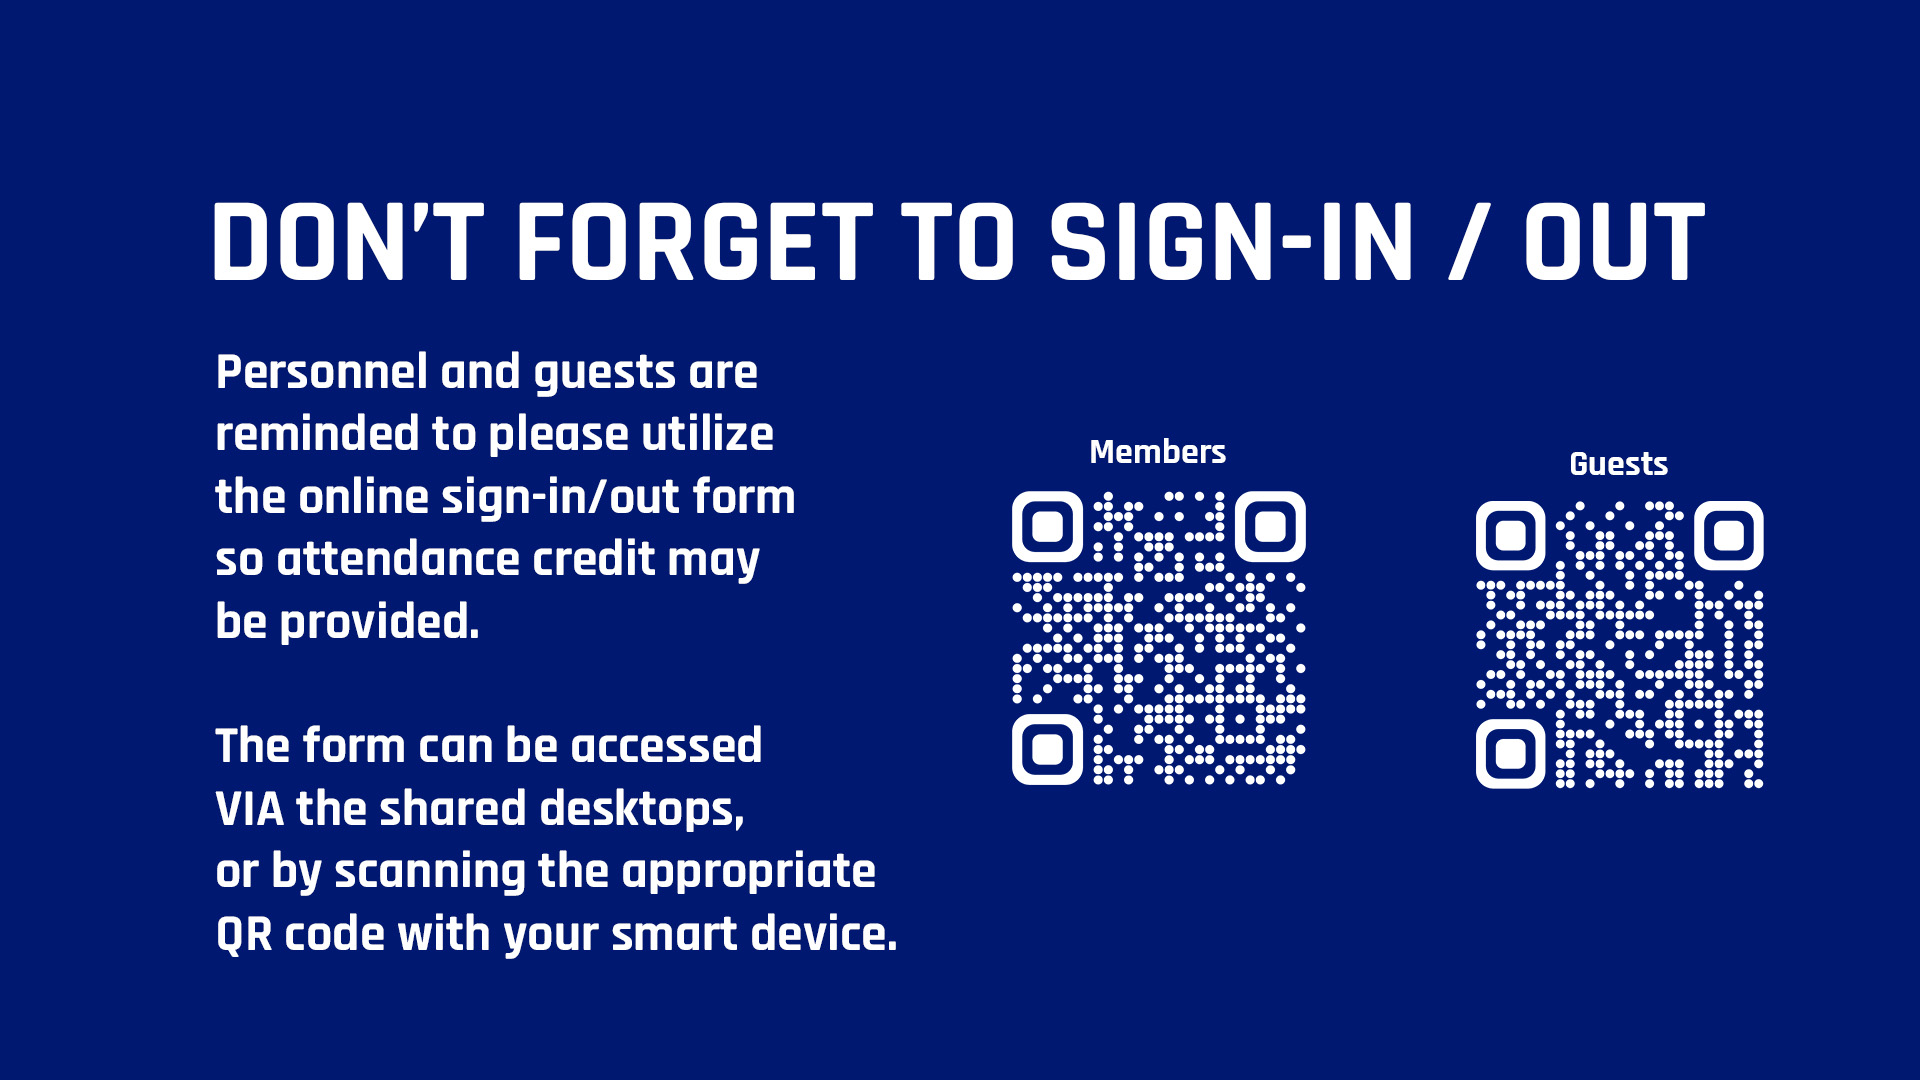 DON'T FORGET TO SIGN-IN / OUT
Personnel and guests are
reminded to please utilize
the online sign-in/out form
so attendance credit may
be provided.
The form can be accessed
VIA the shared desktops,
or by scanning the appropriate
QR code with your smart device.
Members
Guests